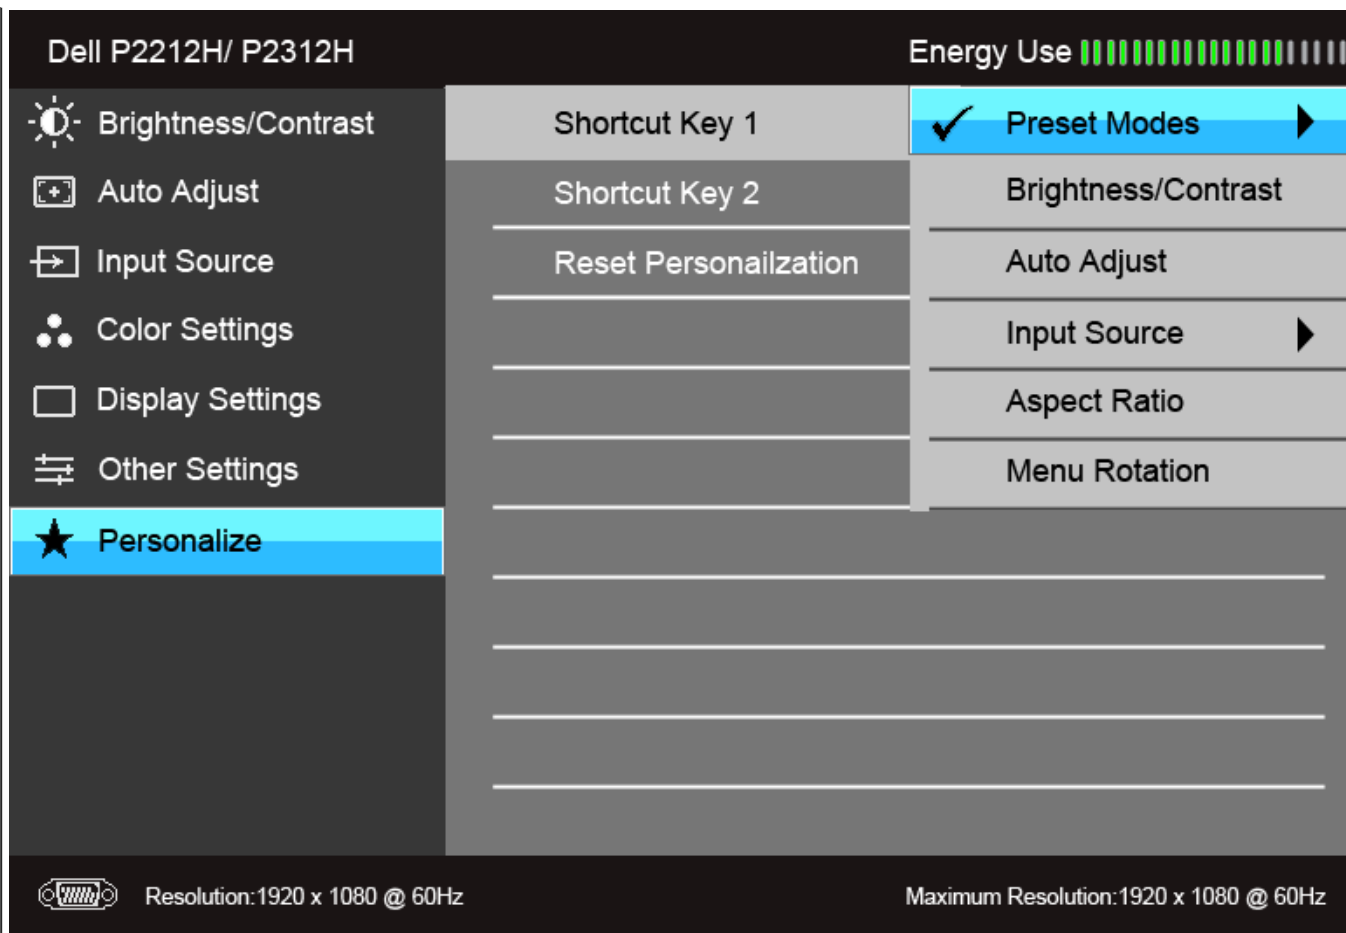 Dell P2212H/ P2312H
Energy Use
Brightness/Contrast
Auto Adjust
Input Source
Color Settings
Display Settings
Other Settings
Personalize
Shortcut Key 1
Shortcut Key 2
Reset Personailzation
Preset Modes
Brightness/Contrast
Auto Adjust
Input Source
Aspect Ratio
Menu Rotation
Resolution:1920 x 1080 @ 60Hz
Maximum Resolution:1920 x 1080 @ 60Hz